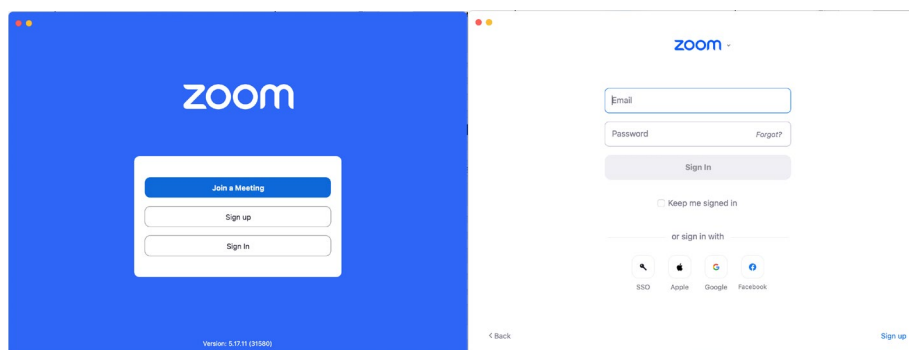 zoom
Join a Meeting
Sign up
Sign In
Version: 5.17.11 (31580)
zoom
Email
Password Forgot?
Sign In
Keep me signed in
or sign in with
SSO Apple Google Facebook
< Back Sign up